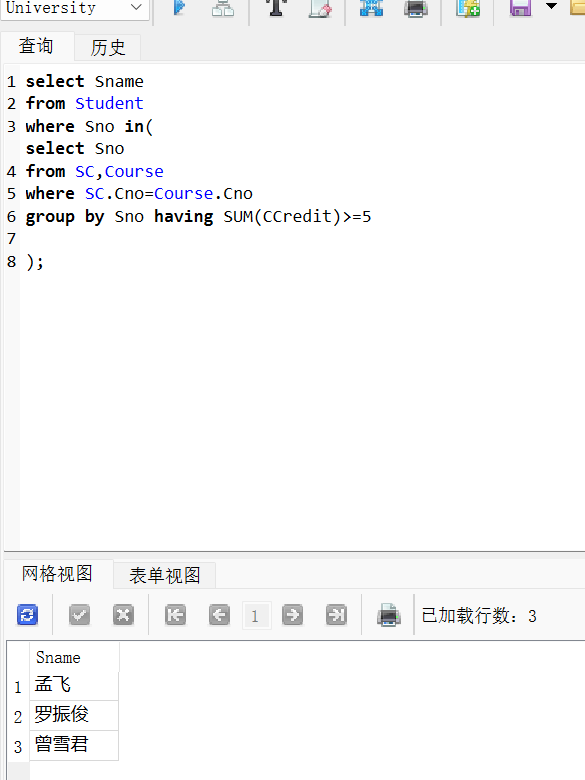 University
查询 历史
1 select Sname
2 from Student
3 where Sno in(
select Sno
4 from SC,Course
5 where SC.Cno=Course.Cno
6 group by Sno having SUM(CCredit)>=5
7
8 );
网格视图 表单视图
1 已加载行数：3
Sname
1 孟飞
2 罗振俊
3 曾雪君